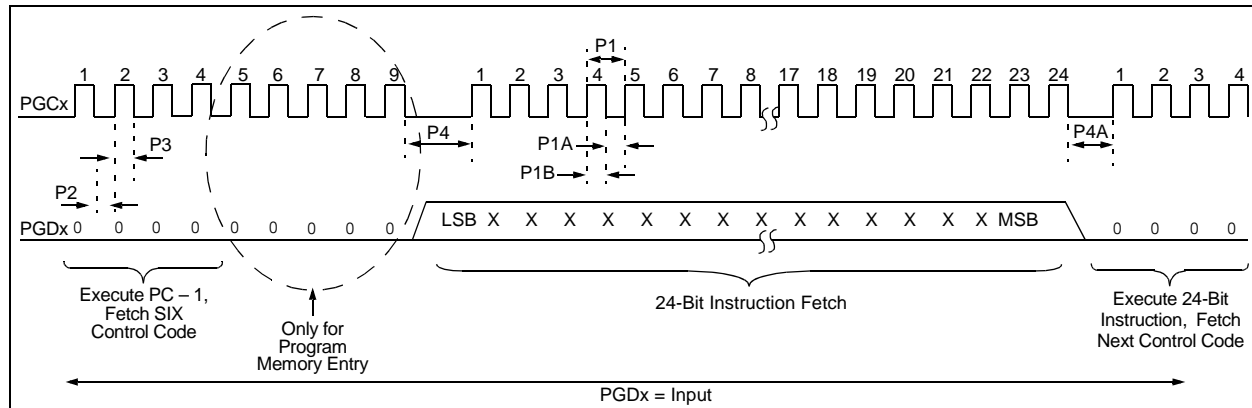 P1
1 2 3 4 5 6 7 8 9 1 2 3 4 5 6 7 8 17 18 19 20 21 22 23 24 1 2 3 4
PGCx
P3 P4 P1A P4A
P1B
P2
PGDx 0 0 0 0 0 0 0 0 0 LSB X X X X X X X X X X X X X X MSB 0 0 0 0
Execute PC – 1,
Fetch SIX
Control Code
Only for
Program
Memory Entry
24-Bit Instruction Fetch
Execute 24-Bit
Instruction, Fetch
Next Control Code
PGDx = Input